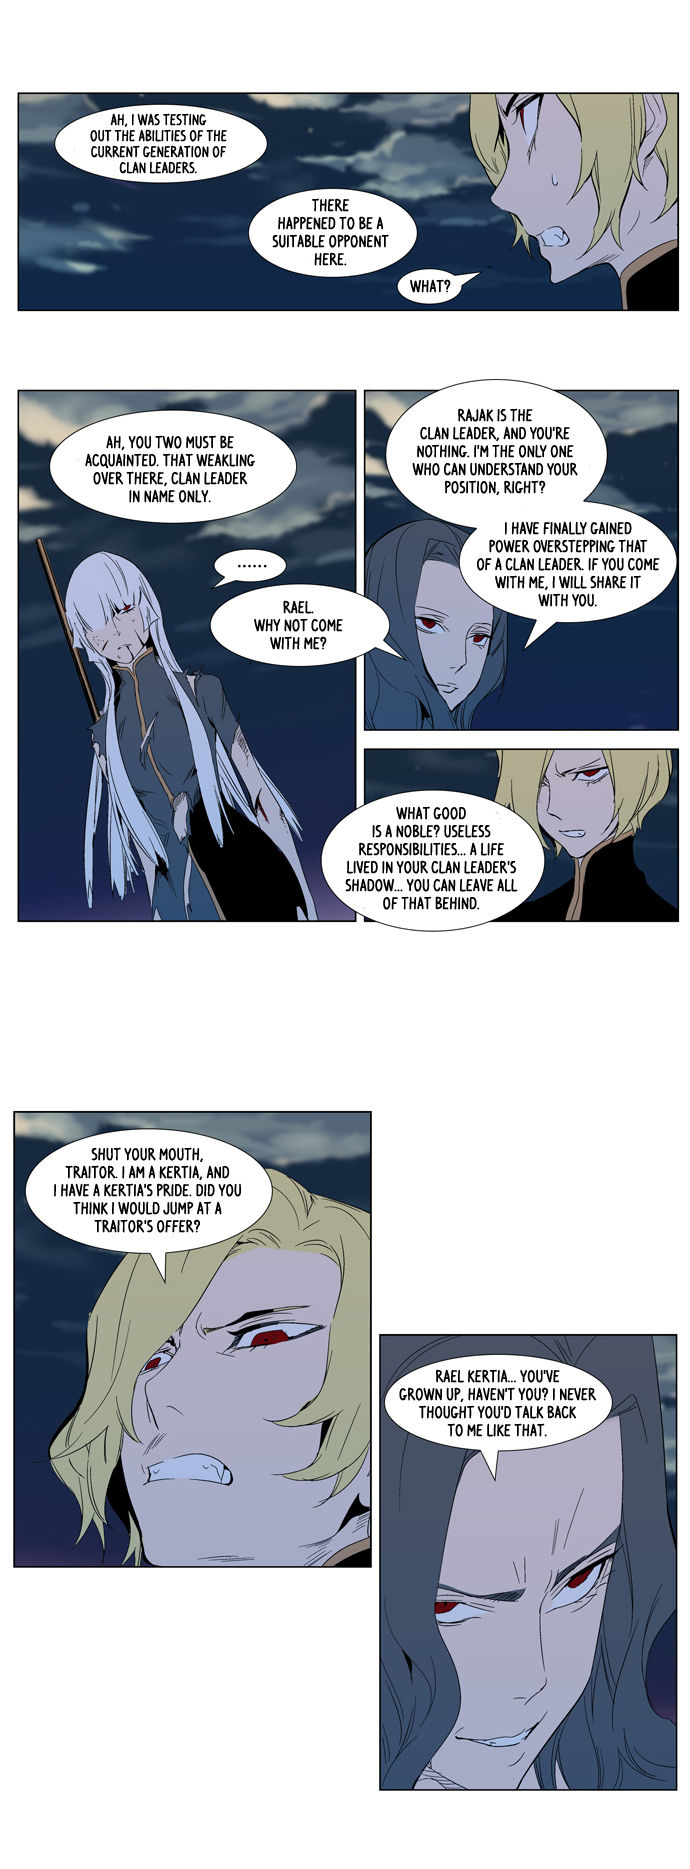 AH, I WAS TESTING
OUT THE ABILITIES OF THE
CURRENT GENERATION OF
CLAN LEADERS.
THERE
HAPPENED TO BE A
SUITABLE OPPONENT
HERE.
WHAT?
AH, YOU TWO MUST BE
ACQUAINTED. THAT WEAKLING
OVER THERE, CLAN LEADER
IN NAME ONLY.
......
RAEL.
WHY NOT COME
WITH ME?
RAJAK IS THE
CLAN LEADER, AND YOU'RE
NOTHING. I'M THE ONLY ONE
WHO CAN UNDERSTAND YOUR
POSITION, RIGHT?
I HAVE FINALLY GAINED
POWER OVERSTEPPING THAT
OF A CLAN LEADER. IF YOU COME
WITH ME, I WILL SHARE IT
WITH YOU.
WHAT GOOD
IS A NOBLE? USELESS
RESPONSIBILITIES... A LIFE
LIVED IN YOUR CLAN LEADER'S
SHADOW... YOU CAN LEAVE ALL
OF THAT BEHIND.
SHUT YOUR MOUTH,
TRAITOR. I AM A KERTIA, AND
I HAVE A KERTIA'S PRIDE. DID YOU
THINK I WOULD JUMP AT A
TRAITOR'S OFFER?
RAEL KERTIA... YOU'VE
GROWN UP, HAVEN'T YOU? I NEVER
THOUGHT YOU'D TALK BACK
TO ME LIKE THAT.